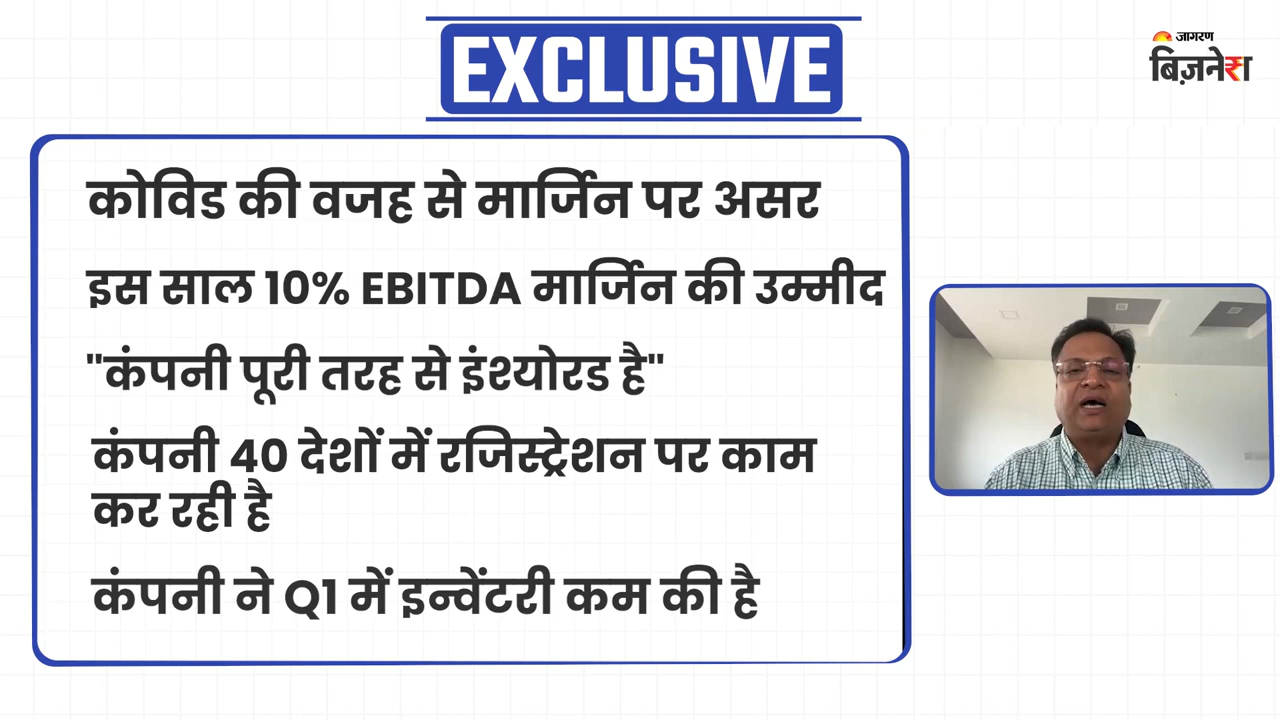 EXCLUSIVE
जागरण
बिज़नेस
कोविड की वजह से मार्जिन पर असर
इस साल 10% EBITDA मार्जिन की उम्मीद
"कंपनी पूरी तरह से इंश्योरड है"
कंपनी 40 देशों में रजिस्ट्रेशन पर काम
कर रही है
कंपनी ने Q1 में इन्वेंटरी कम की है